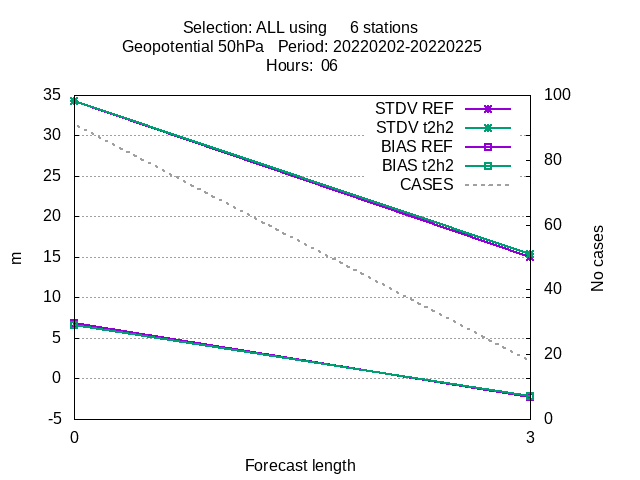 Selection: ALL using     6 stations
Geopotential 50hPa   Period: 20220202-20220225
Hours:  06
STDV REF
STDV t2h2
BIAS REF
BIAS t2h2
CASES
35
30
25
20
15
10
5
0
-5
100
80
60
40
20
0
m
No cases
0
3
Forecast length